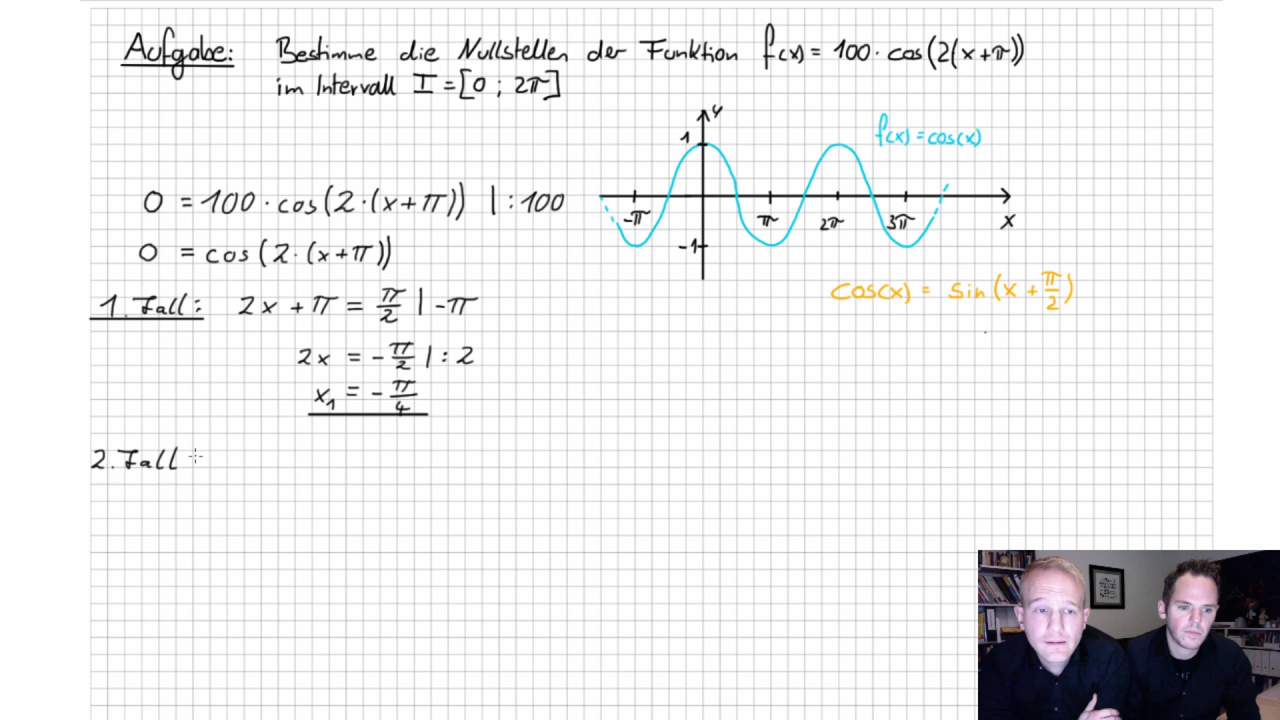 Aufgabe: Bestimme die Nullstellen der Funktion f(x) = 100 · cos(2(x+π))
im Intervall I = [0 ; 2π]
y
1
f(x) = cos(x)
-π
π
2π
3π
x
-1
cos(x) = sin(x + π/2)
0 = 100 · cos(2·(x+π)) | :100
0 = cos(2·(x+π))
1. Fall: 2x + π = π/2 | -π
2x = -π/2 | : 2
x₁ = -π/4
2. Fall